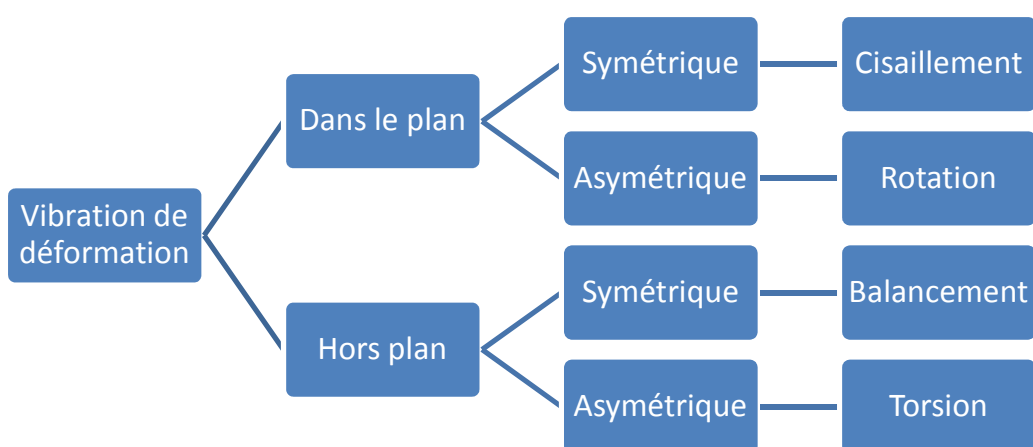 Vibration de
déformation
Dans le plan
Symétrique
Cisaillement
Asymétrique
Rotation
Hors plan
Symétrique
Balancement
Asymétrique
Torsion